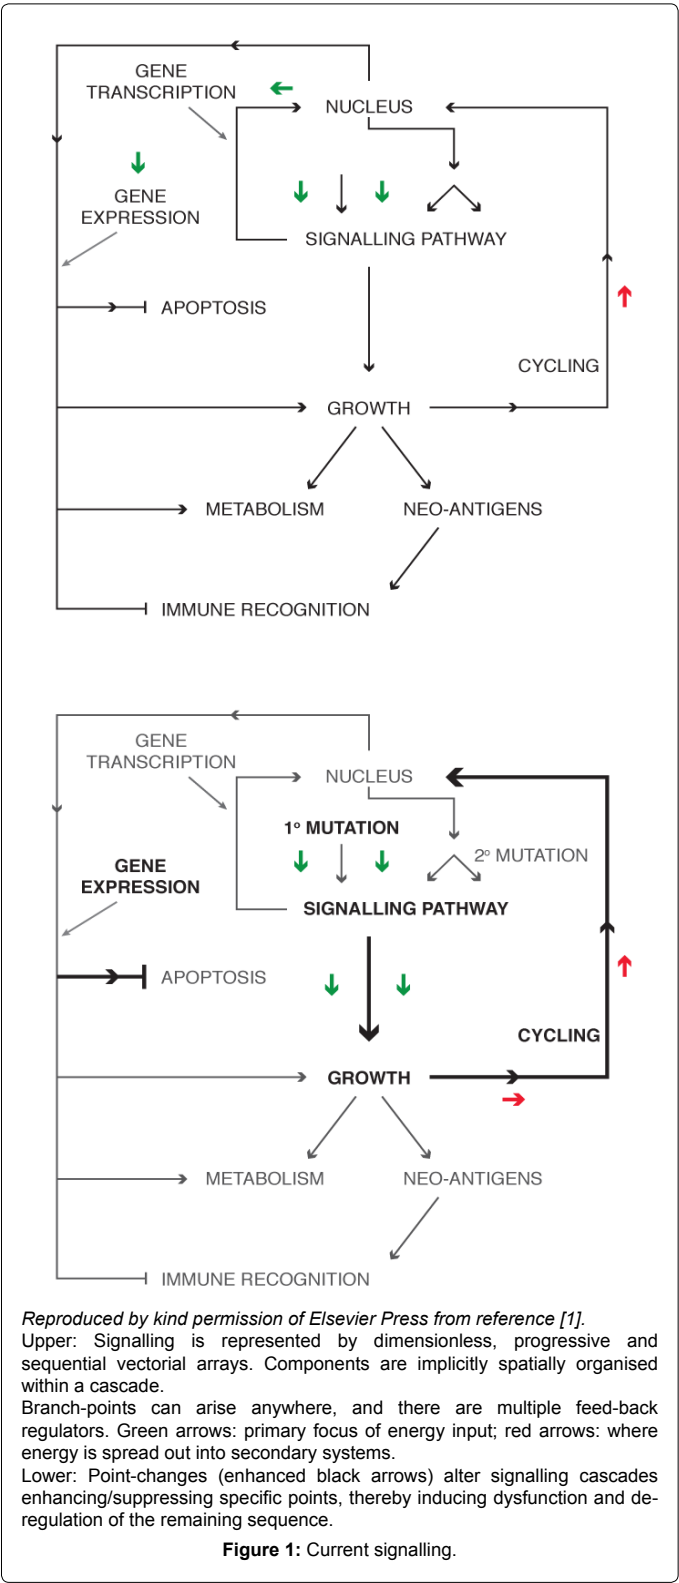 GENE
TRANSCRIPTION
NUCLEUS
GENE
EXPRESSION
SIGNALLING PATHWAY
APOPTOSIS
CYCLING
GROWTH
METABOLISM
NEO-ANTIGENS
IMMUNE RECOGNITION
GENE
TRANSCRIPTION
NUCLEUS
1º MUTATION
2º MUTATION
GENE
EXPRESSION
SIGNALLING PATHWAY
APOPTOSIS
CYCLING
GROWTH
METABOLISM
NEO-ANTIGENS
IMMUNE RECOGNITION
Reproduced by kind permission of Elsevier Press from reference [1].
Upper: Signalling is represented by dimensionless, progressive and
sequential vectorial arrays. Components are implicitly spatially organised
within a cascade.
Branch-points can arise anywhere, and there are multiple feed-back
regulators. Green arrows: primary focus of energy input; red arrows: where
energy is spread out into secondary systems.
Lower: Point-changes (enhanced black arrows) alter signalling cascades
enhancing/suppressing specific points, thereby inducing dysfunction and de-
regulation of the remaining sequence.
Figure 1: Current signalling.